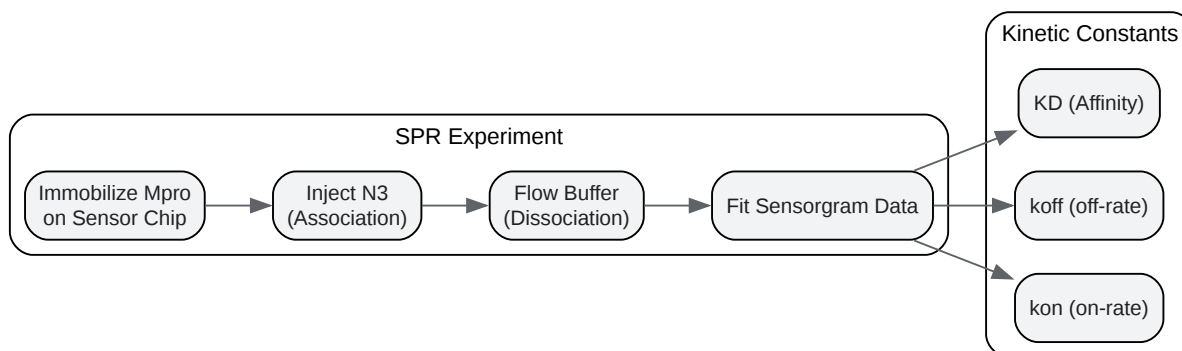 Kinetic Constants
KD (Affinity)
SPR Experiment
Immobilize Mpro
on Sensor Chip
Inject N3
(Association)
Flow Buffer
(Dissociation)
Fit Sensorgram Data
koff (off-rate)
kon (on-rate)